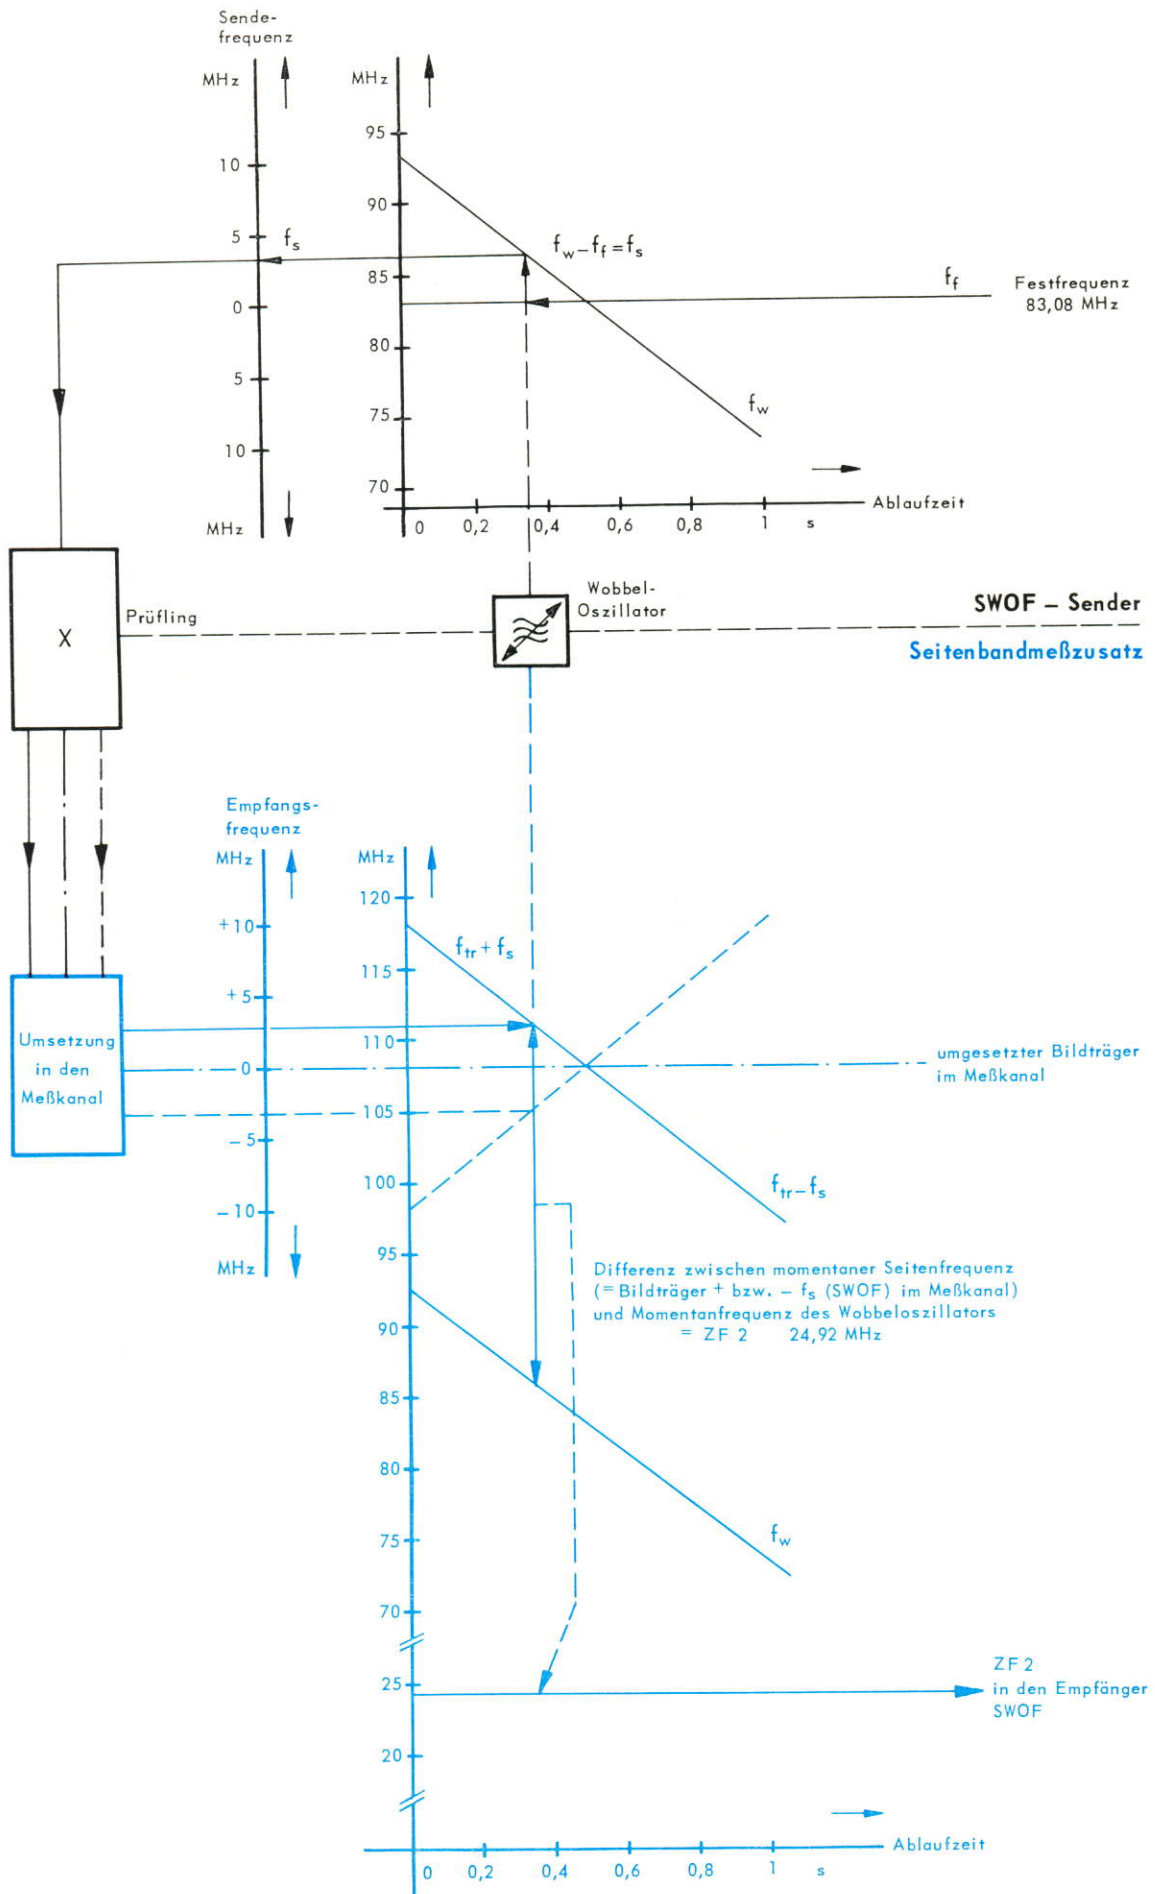 Sende-
frequenz
MHz
MHz
95
10
90
5
f_s
f_w – f_f = f_s
85
f_f
Festfrequenz
83,08 MHz
0
80
5
75
f_w
10
70
MHz
0 0,2 0,4 0,6 0,8 1 s
Ablaufzeit
Prüfling
X
Wobbel-
Oszillator
SWOF – Sender
Seitenbandmeßzusatz
Empfangs-
frequenz
MHz
MHz
120
+10
f_tr + f_s
115
+5
Umsetzung
in den
Meßkanal
110
0
umgesetzter Bildträger
im Meßkanal
105
– 5
100
f_tr – f_s
– 10
95
MHz
Differenz zwischen momentaner Seitenfrequenz
(= Bildträger + bzw. – f_s (SWOF) im Meßkanal)
und Momentanfrequenz des Wobbeloszillators
= ZF 2 24,92 MHz
90
85
80
75
f_w
70
25
ZF 2
in den Empfänger
SWOF
20
Ablaufzeit
0 0,2 0,4 0,6 0,8 1 s